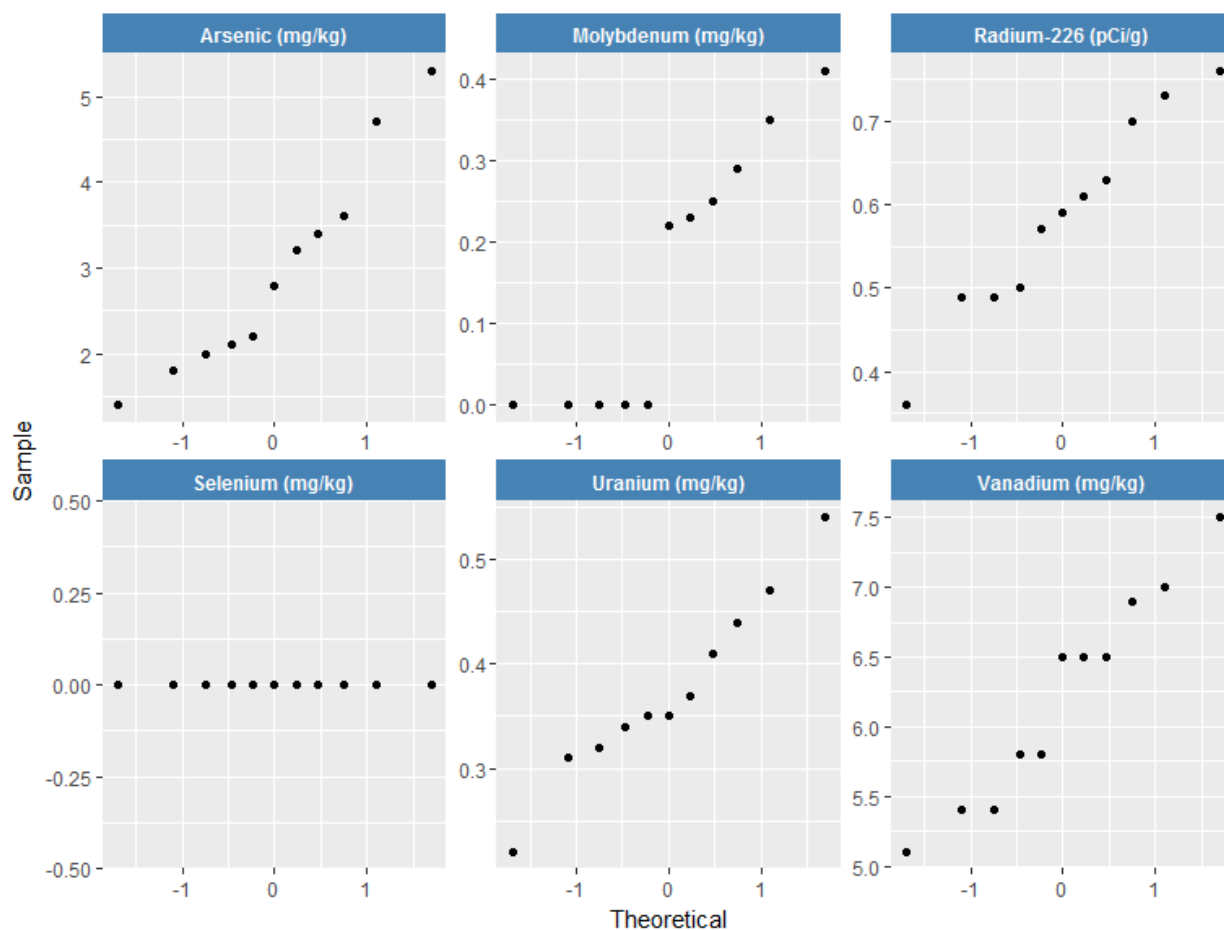 Arsenic (mg/kg)
Molybdenum (mg/kg)
Radium-226 (pCi/g)
5
4
3
2
0.4
0.3
0.2
0.1
0.0
0.7
0.6
0.5
0.4
-1 0 1
-1 0 1
-1 0 1
Sample
Selenium (mg/kg)
Uranium (mg/kg)
Vanadium (mg/kg)
0.50
0.25
0.00
-0.25
-0.50
0.5
0.4
0.3
7.5
7.0
6.5
6.0
5.5
5.0
-1 0 1
-1 0 1
-1 0 1
Theoretical